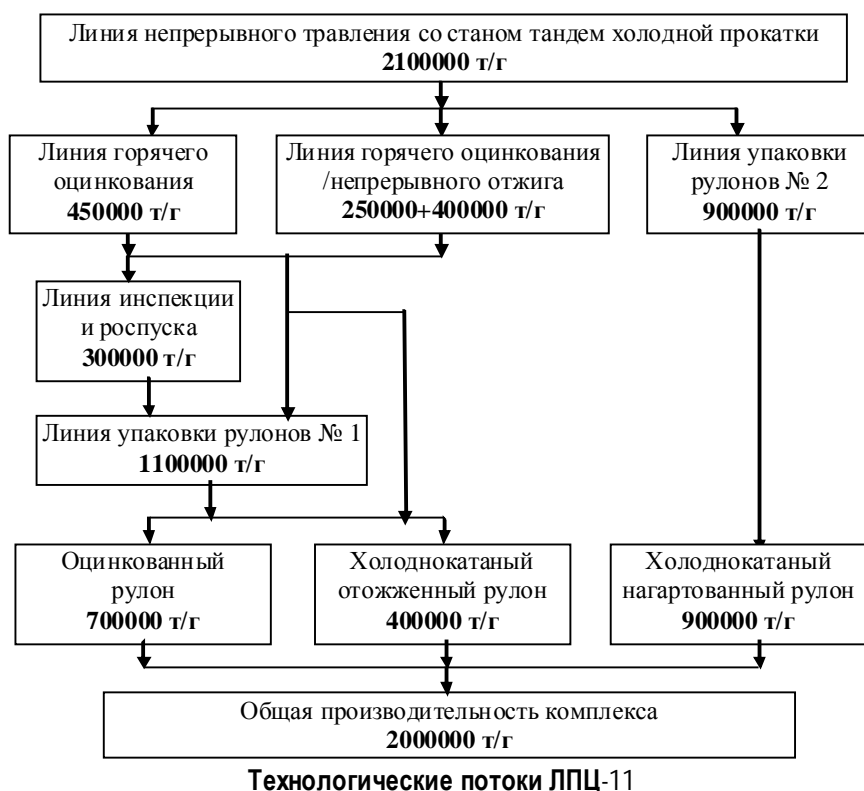 Линия непрерывного травления со станом тандем холодной прокатки
2100000 т/г
Линия горячего
оцинкования
450000 т/г
Линия горячего оцинкования
/непрерывного отжига
250000+400000 т/г
Линия упаковки
рулонов № 2
900000 т/г
Линия инспекции
и роспуска
300000 т/г
Линия упаковки рулонов № 1
1100000 т/г
Оцинкованный
рулон
700000 т/г
Холоднокатаный
отожженный рулон
400000 т/г
Холоднокатаный
нагартованный рулон
900000 т/г
Общая производительность комплекса
2000000 т/г
Технологические потоки ЛПЦ-11